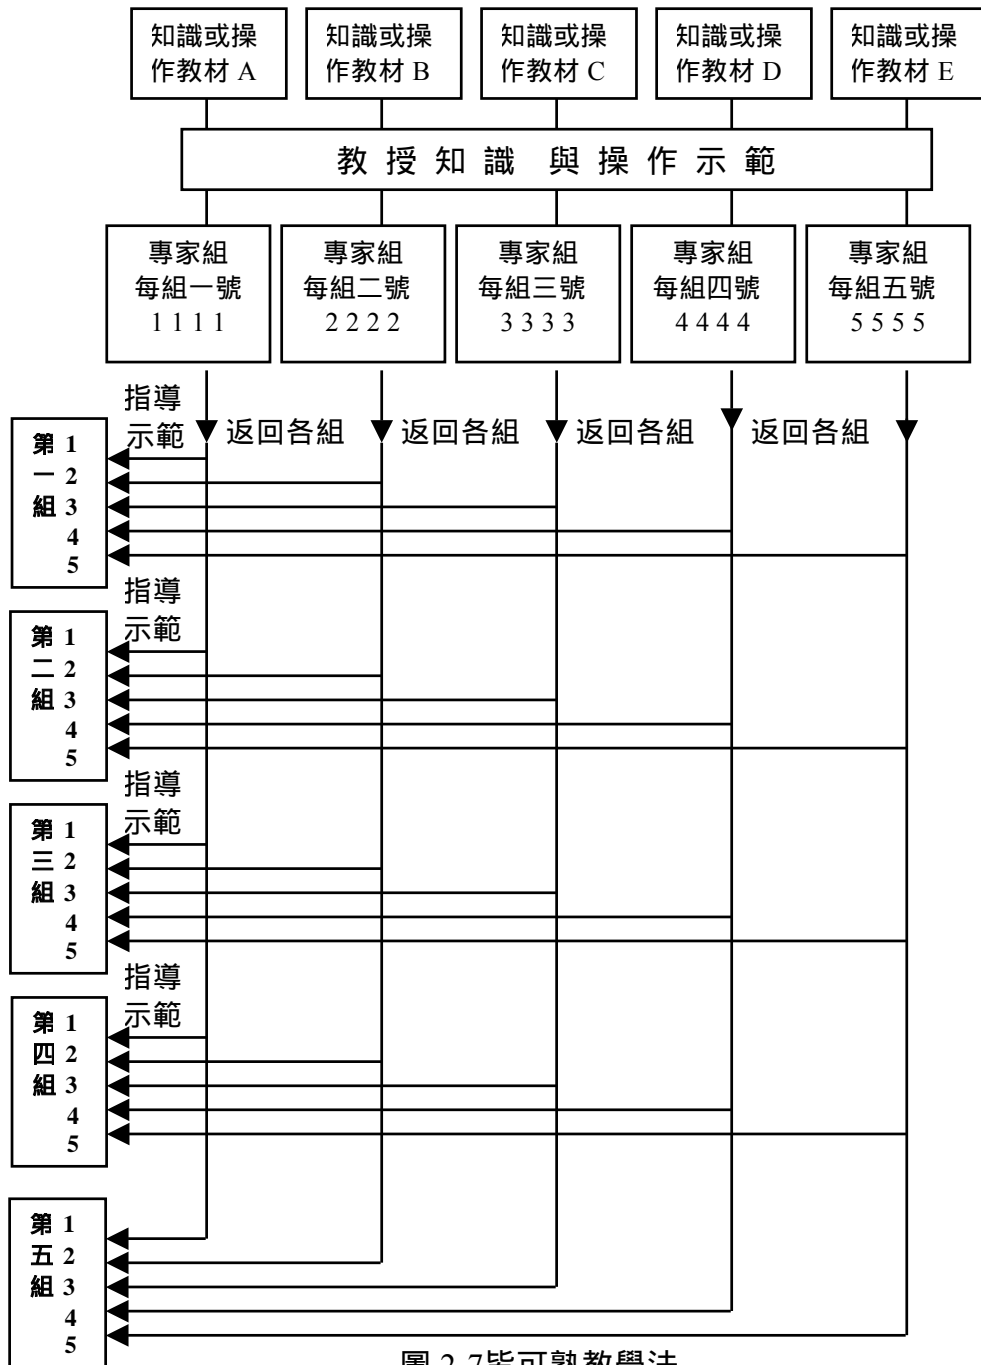 知識或操
作教材 A
知識或操
作教材 B
知識或操
作教材 C
知識或操
作教材 D
知識或操
作教材 E
教 授 知 識 與 操 作 示 範
專家組
每組一號
1 1 1 1
專家組
每組二號
2 2 2 2
專家組
每組三號
3 3 3 3
專家組
每組四號
4 4 4 4
專家組
每組五號
5 5 5 5
指導
示範
返回各組
返回各組
返回各組
返回各組
第 1
一 2
組 3
4
5
指導
示範
第 1
二 2
組 3
4
5
指導
示範
第 1
三 2
組 3
4
5
指導
示範
第 1
四 2
組 3
4
5
第 1
五 2
組 3
4
5
圖 2-7皆可熟教學法